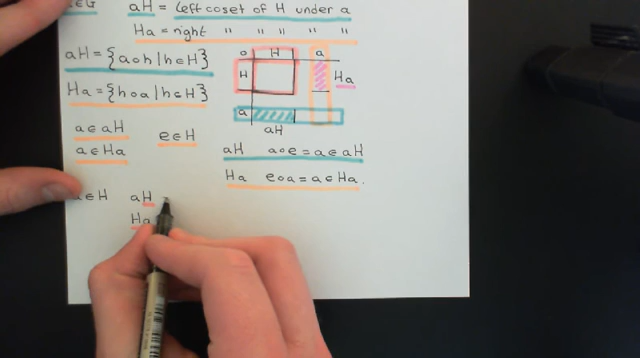 ∈G aH = left coset of H under a
Ha = right " " " "
aH = {a∘h | h∈H}
Ha = {h∘a | h∈H}
o H a
H Ha
a
aH
a ∈ aH e ∈ H
a ∈ Ha
aH a∘e = a ∈ aH
Ha e∘a = a ∈ Ha.
∈ H aH
Ha